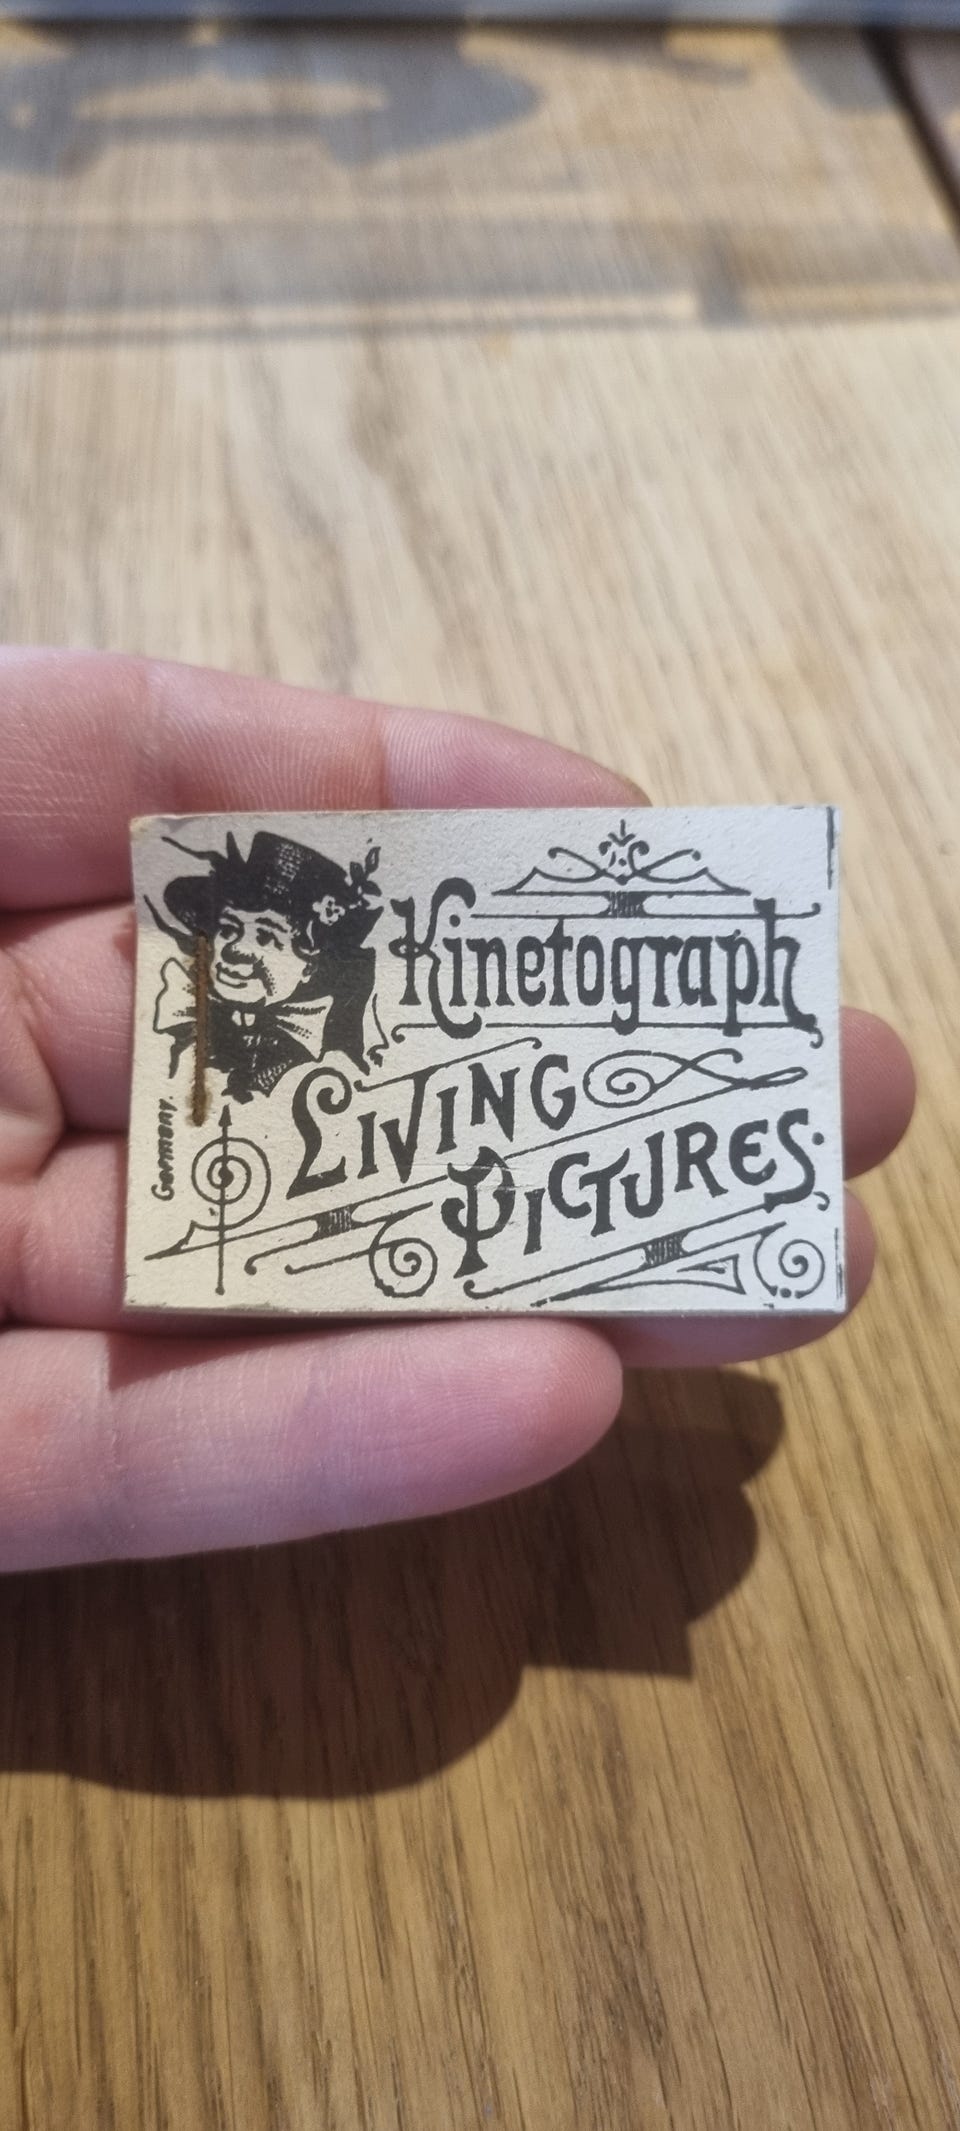 Kinetograph
LIVING
PICTURES.
Germany.